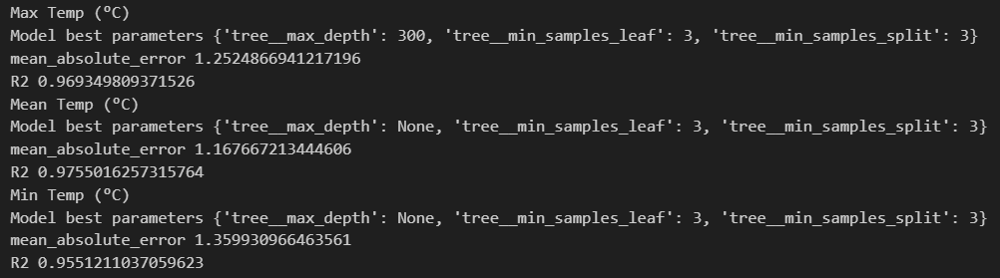 Max Temp (ºC)
Model best parameters {'tree__max_depth': 300, 'tree__min_samples_leaf': 3, 'tree__min_samples_split': 3}
mean_absolute_error 1.2524866941217196
R2 0.969349809371526
Mean Temp (ºC)
Model best parameters {'tree__max_depth': None, 'tree__min_samples_leaf': 3, 'tree__min_samples_split': 3}
mean_absolute_error 1.167667213444606
R2 0.9755016257315764
Min Temp (ºC)
Model best parameters {'tree__max_depth': None, 'tree__min_samples_leaf': 3, 'tree__min_samples_split': 3}
mean_absolute_error 1.359930966463561
R2 0.9551211037059623